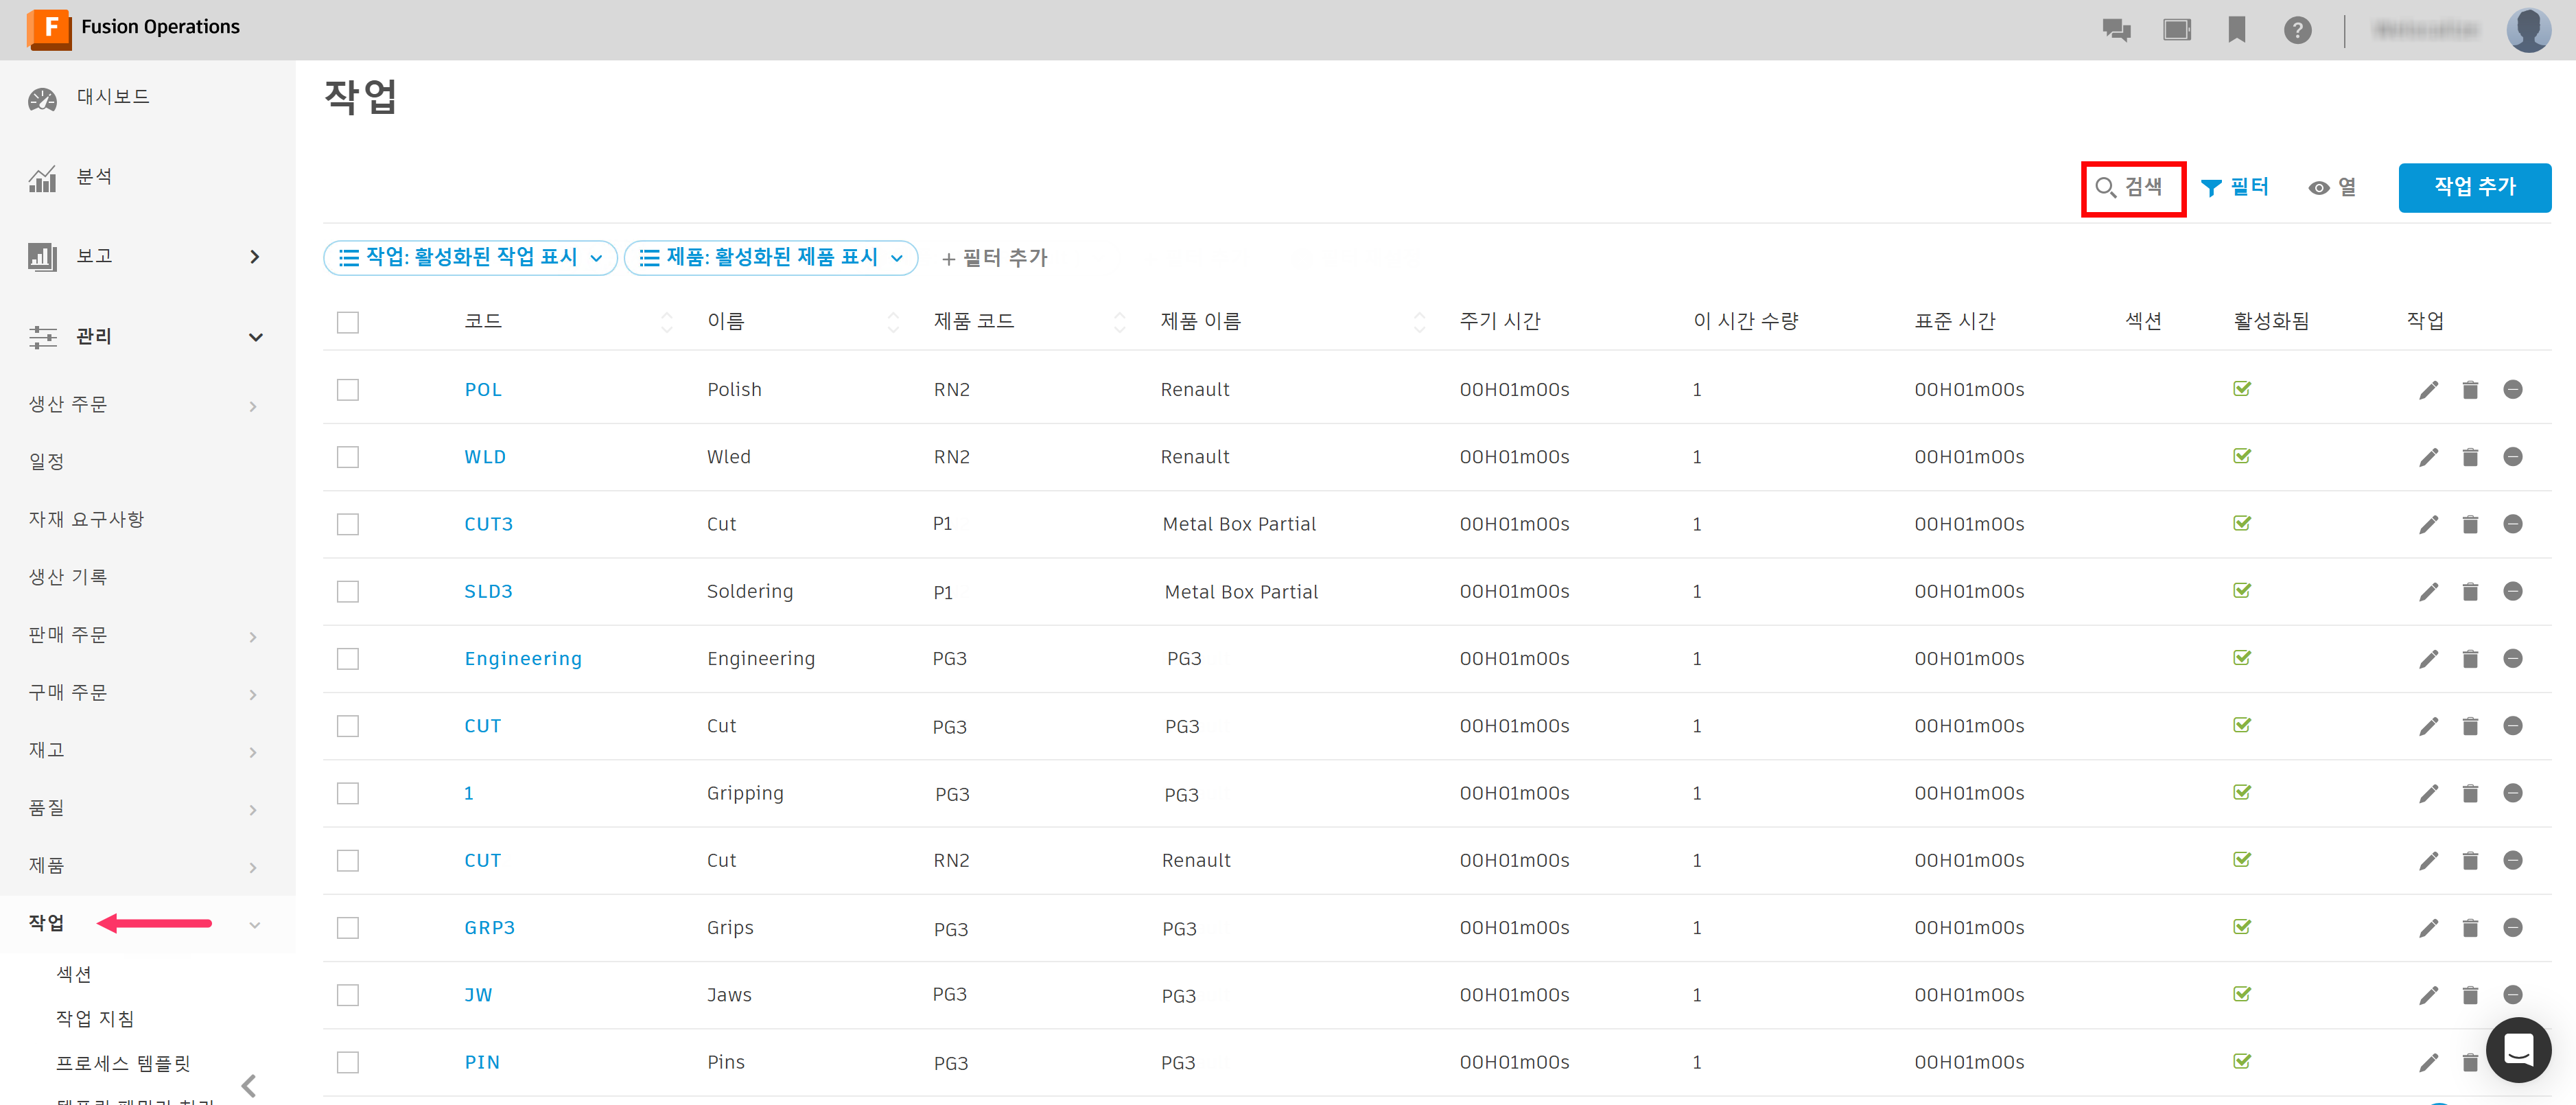 Fusion Operations
대시보드
분석
보고
관리
생산 주문
일정
자재 요구사항
생산 기록
판매 주문
구매 주문
재고
품질
제품
작업
섹션
작업 지침
프로세스 템플릿
작업
검색 필터 열 작업 추가
작업: 활성화된 작업 표시 제품: 활성화된 제품 표시 + 필터 추가
코드 이름 제품 코드 제품 이름 주기 시간 이 시간 수량 표준 시간 섹션 활성화됨 작업
POL Polish RN2 Renault 00H01m00s 1 00H01m00s
WLD Wled RN2 Renault 00H01m00s 1 00H01m00s
CUT3 Cut P1 Metal Box Partial 00H01m00s 1 00H01m00s
SLD3 Soldering P1 Metal Box Partial 00H01m00s 1 00H01m00s
Engineering Engineering PG3 PG3 00H01m00s 1 00H01m00s
CUT Cut PG3 PG3 00H01m00s 1 00H01m00s
1 Gripping PG3 PG3 00H01m00s 1 00H01m00s
CUT Cut RN2 Renault 00H01m00s 1 00H01m00s
GRP3 Grips PG3 PG3 00H01m00s 1 00H01m00s
JW Jaws PG3 PG3 00H01m00s 1 00H01m00s
PIN Pins PG3 PG3 00H01m00s 1 00H01m00s